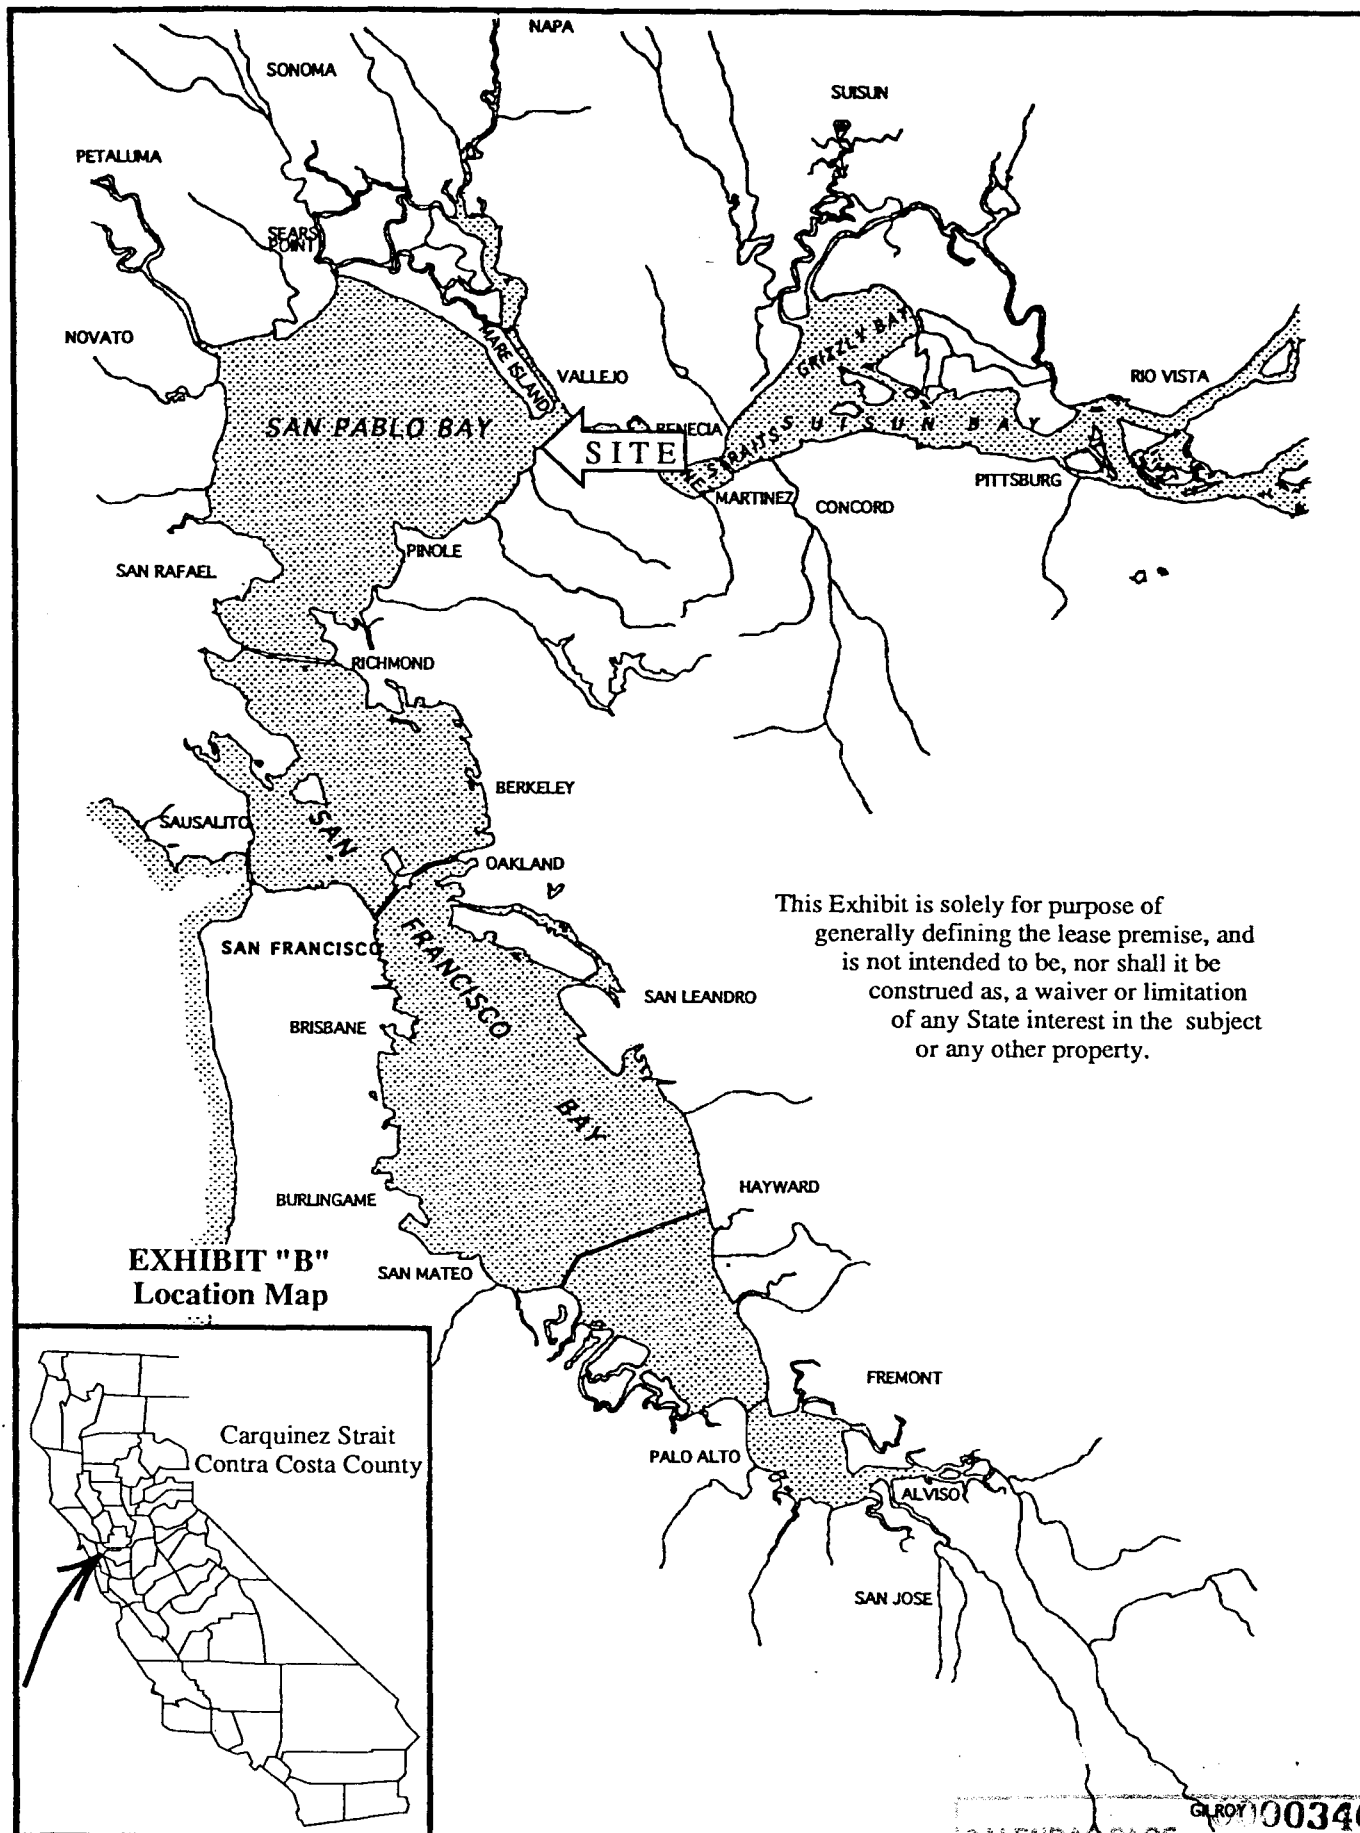 NAPA
SONOMA
SUISUN
PETALUMA
SEARS
POINT
NOVATO
MARE ISLAND
VALLEJO
GRIZZLY BAY
RIO VISTA
SAN PABLO BAY
BENECIA
SITE
STRAITS
SUISUN BAY
PITTSBURG
MARTINEZ
CONCORD
PINOLE
SAN RAFAEL
RICHMOND
BERKELEY
SAUSALITO
SAN
OAKLAND
This Exhibit is solely for purpose of
generally defining the lease premise, and
is not intended to be, nor shall it be
construed as, a waiver or limitation
of any State interest in the subject
or any other property.
SAN FRANCISCO
FRANCISCO
SAN LEANDRO
BRISBANE
BAY
HAYWARD
BURLINGAME
EXHIBIT "B"
Location Map
SAN MATEO
FREMONT
Carquinez Strait
Contra Costa County
PALO ALTO
ALVISO
SAN JOSE
GILROY
CALENDAR PAGE